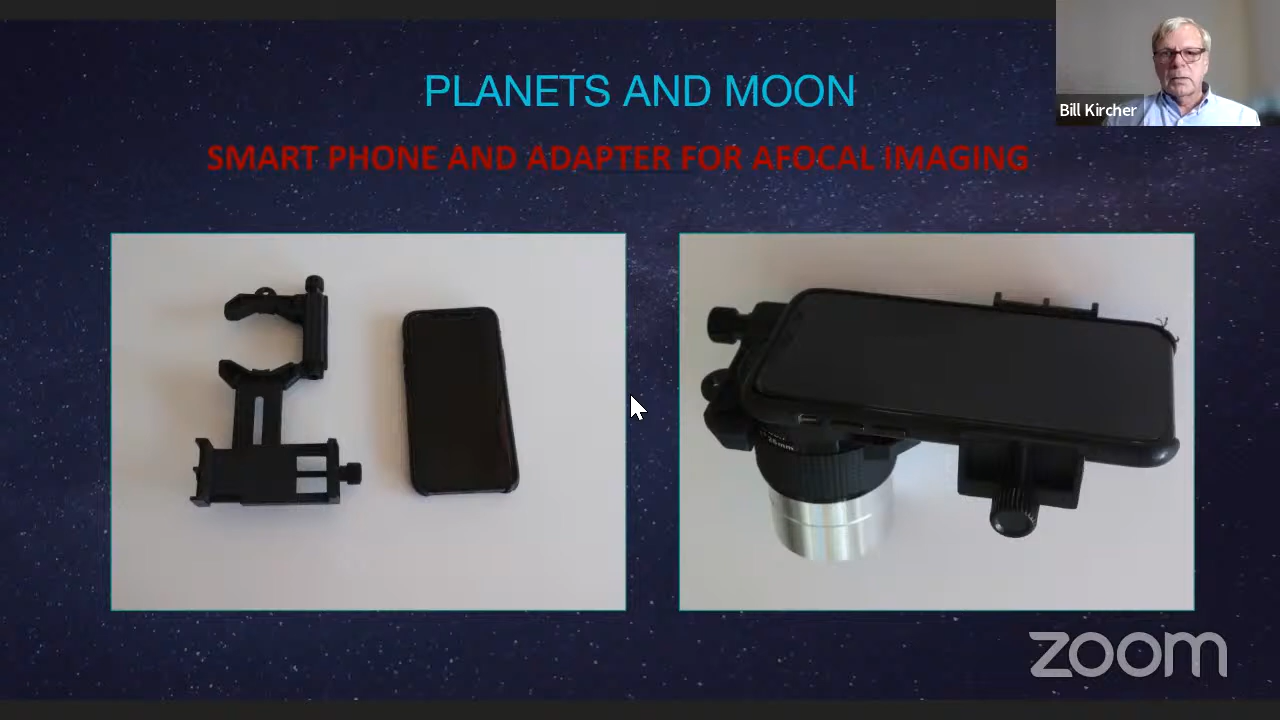 PLANETS AND MOON
Bill Kircher
SMART PHONE AND ADAPTER FOR AFOCAL IMAGING
zoom